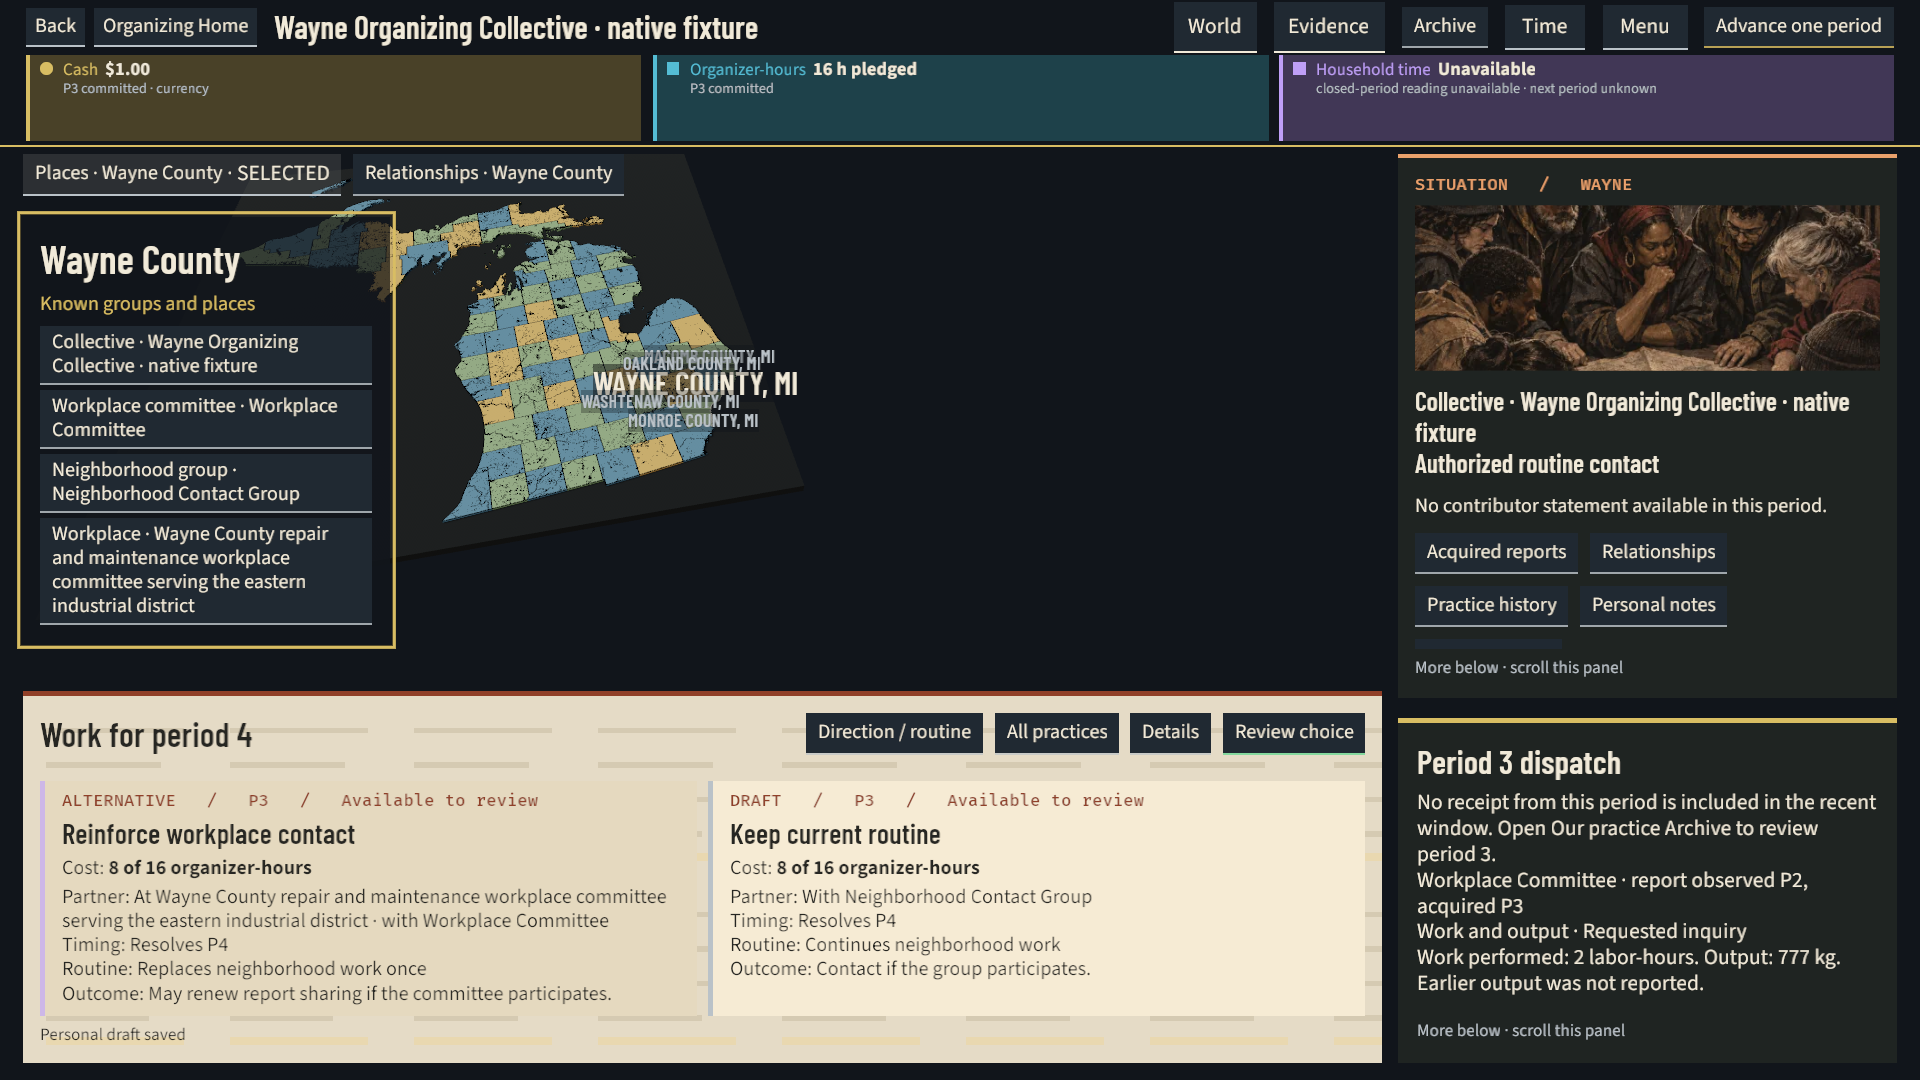 Back
Organizing Home
Wayne Organizing Collective · native fixture
World
Evidence
Archive
Time
Menu
Advance one period
Cash $1.00
P3 committed · currency
Organizer-hours 16 h pledged
P3 committed
Household time Unavailable
closed-period reading unavailable · next period unknown
Places · Wayne County · SELECTED
Relationships · Wayne County
Wayne County
Known groups and places
Collective · Wayne Organizing
Collective · native fixture
Workplace committee · Workplace
Committee
Neighborhood group ·
Neighborhood Contact Group
Workplace · Wayne County repair
and maintenance workplace
committee serving the eastern
industrial district
MACOMB COUNTY, MI
OAKLAND COUNTY, MI
WAYNE COUNTY, MI
WASHTENAW COUNTY, MI
MONROE COUNTY, MI
SITUATION / WAYNE
Collective · Wayne Organizing Collective · native
fixture
Authorized routine contact
No contributor statement available in this period.
Acquired reports
Relationships
Practice history
Personal notes
More below · scroll this panel
Work for period 4
Direction / routine
All practices
Details
Review choice
ALTERNATIVE / P3 / Available to review
Reinforce workplace contact
Cost: 8 of 16 organizer-hours
Partner: At Wayne County repair and maintenance workplace committee
serving the eastern industrial district · with Workplace Committee
Timing: Resolves P4
Routine: Replaces neighborhood work once
Outcome: May renew report sharing if the committee participates.
DRAFT / P3 / Available to review
Keep current routine
Cost: 8 of 16 organizer-hours
Partner: With Neighborhood Contact Group
Timing: Resolves P4
Routine: Continues neighborhood work
Outcome: Contact if the group participates.
Personal draft saved
Period 3 dispatch
No receipt from this period is included in the recent
window. Open Our practice Archive to review
period 3.
Workplace Committee · report observed P2,
acquired P3
Work and output · Requested inquiry
Work performed: 2 labor-hours. Output: 777 kg.
Earlier output was not reported.
More below · scroll this panel